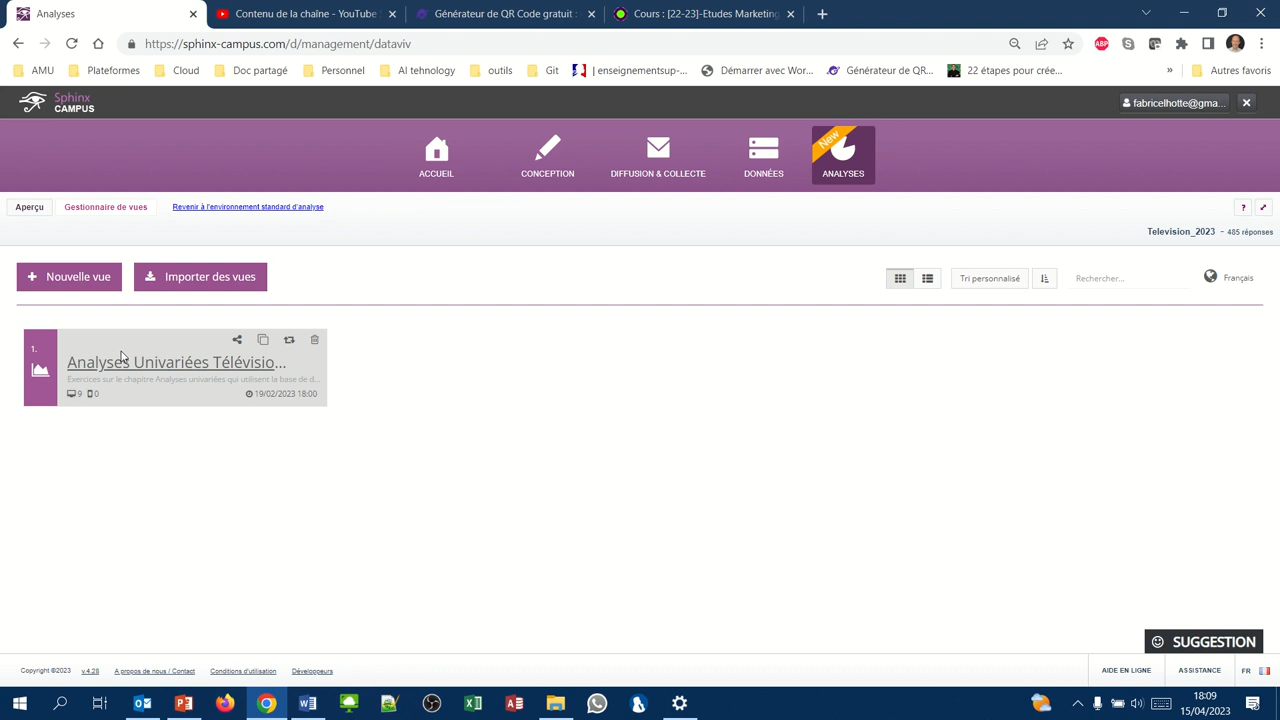 Analyses
Contenu de la chaîne - YouTube
Générateur de QR Code gratuit :
Cours : [22-23]-Etudes Marketing
https://sphinx-campus.com/d/management/dataviv
AMU
Plateformes
Cloud
Doc partagé
Personnel
AI tehnology
outils
Git
| enseignementsup-...
Démarrer avec Wor...
Générateur de QR...
22 étapes pour crée...
»
Autres favoris
Sphinx
CAMPUS
fabricelhotte@gma...
ACCUEIL
CONCEPTION
DIFFUSION & COLLECTE
DONNÉES
New
ANALYSES
Aperçu
Gestionnaire de vues
Revenir à l'environnement standard d'analyse
?
Television_2023 - 485 réponses
Nouvelle vue
Importer des vues
Tri personnalisé
Rechercher...
Français
1.
Analyses Univariées Télévisio...
Exercices sur le chapitre Analyses univariées qui utilisent la base de d...
9 0
19/02/2023 18:00
SUGGESTION
Copyright ©2023
v.4.28
A propos de nous / Contact
Conditions d'utilisation
Développeurs
AIDE EN LIGNE
ASSISTANCE
FR
18:09
15/04/2023